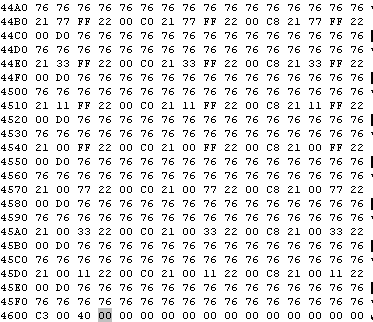 44A0 76 76 76 76 76 76 76 76 76 76 76 76 76 76 76 76
44B0 21 77 FF 22 00 C0 21 77 FF 22 00 C8 21 77 FF 22
44C0 00 D0 76 76 76 76 76 76 76 76 76 76 76 76 76 76
44D0 76 76 76 76 76 76 76 76 76 76 76 76 76 76 76 76
44E0 21 33 FF 22 00 C0 21 33 FF 22 00 C8 21 33 FF 22
44F0 00 D0 76 76 76 76 76 76 76 76 76 76 76 76 76 76
4500 76 76 76 76 76 76 76 76 76 76 76 76 76 76 76 76
4510 21 11 FF 22 00 C0 21 11 FF 22 00 C8 21 11 FF 22
4520 00 D0 76 76 76 76 76 76 76 76 76 76 76 76 76 76
4530 76 76 76 76 76 76 76 76 76 76 76 76 76 76 76 76
4540 21 00 FF 22 00 C0 21 00 FF 22 00 C8 21 00 FF 22
4550 00 D0 76 76 76 76 76 76 76 76 76 76 76 76 76 76
4560 76 76 76 76 76 76 76 76 76 76 76 76 76 76 76 76
4570 21 00 77 22 00 C0 21 00 77 22 00 C8 21 00 77 22
4580 00 D0 76 76 76 76 76 76 76 76 76 76 76 76 76 76
4590 76 76 76 76 76 76 76 76 76 76 76 76 76 76 76 76
45A0 21 00 33 22 00 C0 21 00 33 22 00 C8 21 00 33 22
45B0 00 D0 76 76 76 76 76 76 76 76 76 76 76 76 76 76
45C0 76 76 76 76 76 76 76 76 76 76 76 76 76 76 76 76
45D0 21 00 11 22 00 C0 21 00 11 22 00 C8 21 00 11 22
45E0 00 D0 76 76 76 76 76 76 76 76 76 76 76 76 76 76
45F0 76 76 76 76 76 76 76 76 76 76 76 76 76 76 76 76
4600 C3 00 40 00 00 00 00 00 00 00 00 00 00 00 00 00